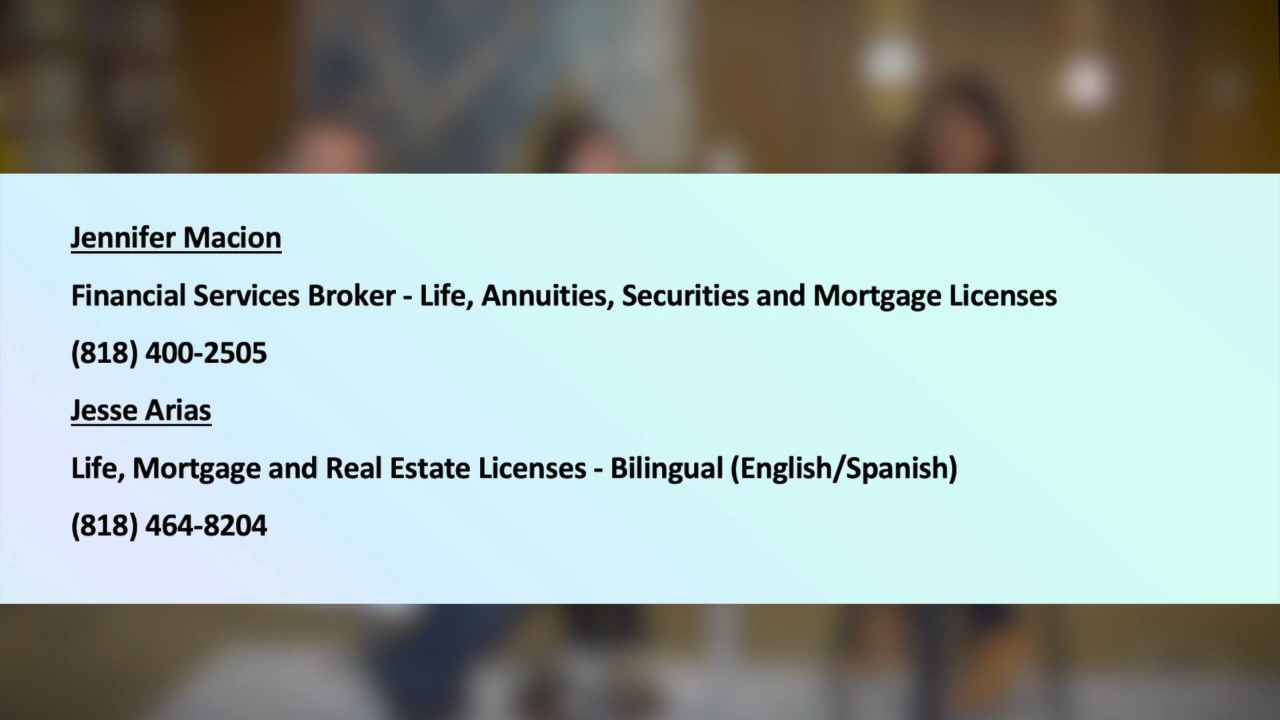 Jennifer Macion
Financial Services Broker - Life, Annuities, Securities and Mortgage Licenses
(818) 400-2505
Jesse Arias
Life, Mortgage and Real Estate Licenses - Bilingual (English/Spanish)
(818) 464-8204